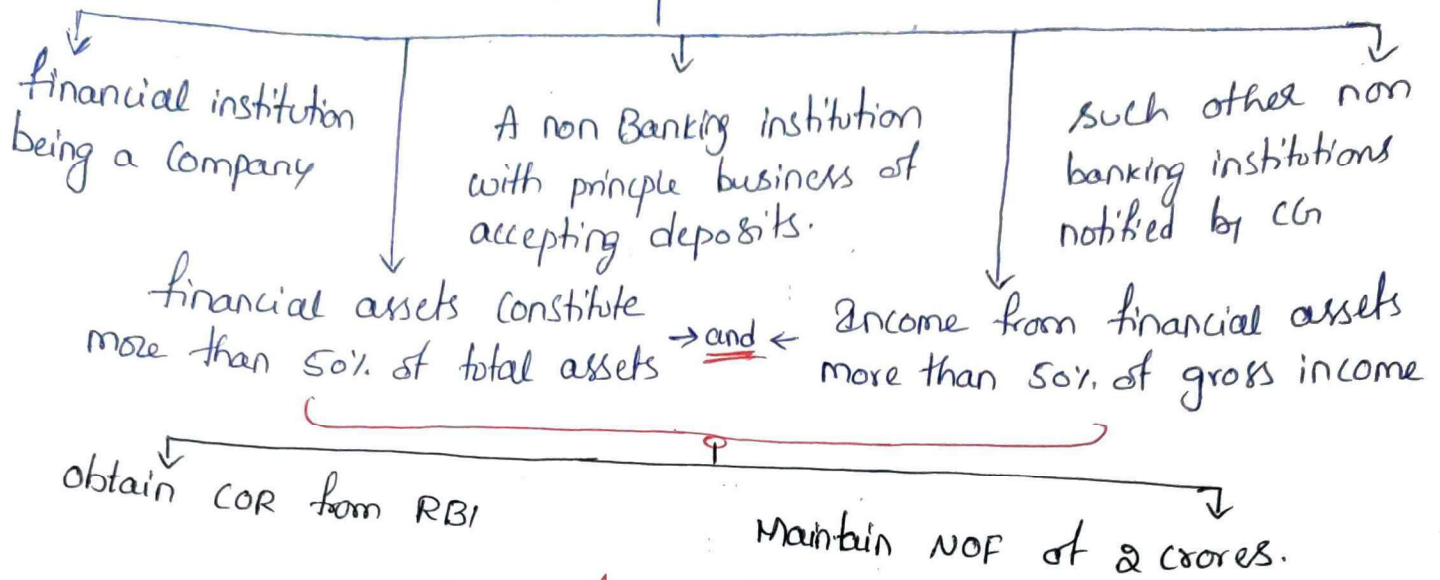 financial institution
being a Company
A non Banking institution
with princple business of
accepting deposits.
such other non
banking institutions
notified by CG
financial assets constitute
more than 50% of total assets
→ and ←
Income from financial assets
more than 50% of gross income
obtain COR from RBI
Maintain NOF of 2 crores.